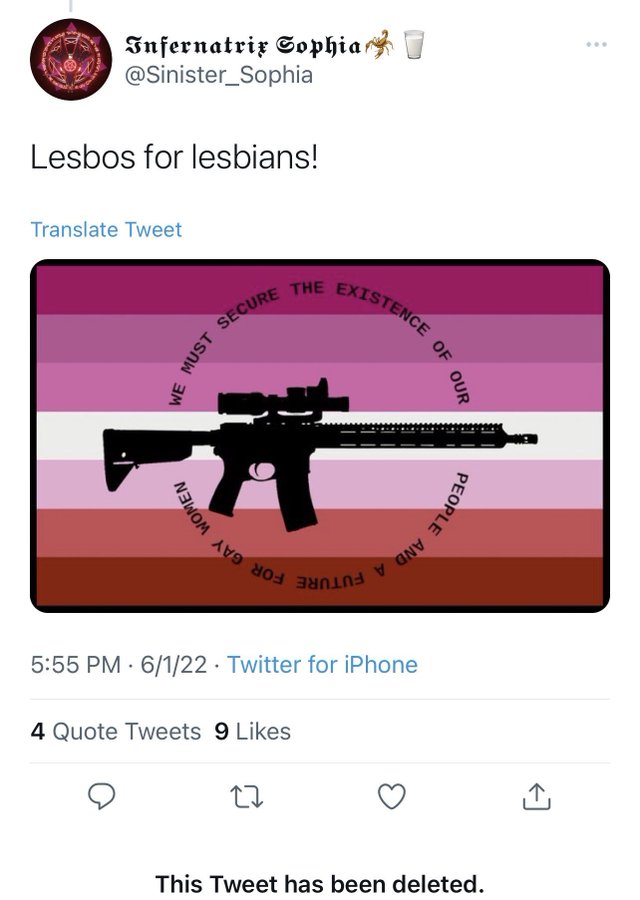 𝕴𝖓𝖋𝖊𝖗𝖓𝖆𝖙𝖗𝖎𝖝 𝕾𝖔𝖕𝖍𝖎𝖆🦂🥛
@Sinister_Sophia
Lesbos for lesbians!
Translate Tweet
WE MUST SECURE THE EXISTENCE OF OUR
PEOPLE AND A FUTURE FOR GAY WOMEN
5:55 PM · 6/1/22 · Twitter for iPhone
4 Quote Tweets 9 Likes
This Tweet has been deleted.